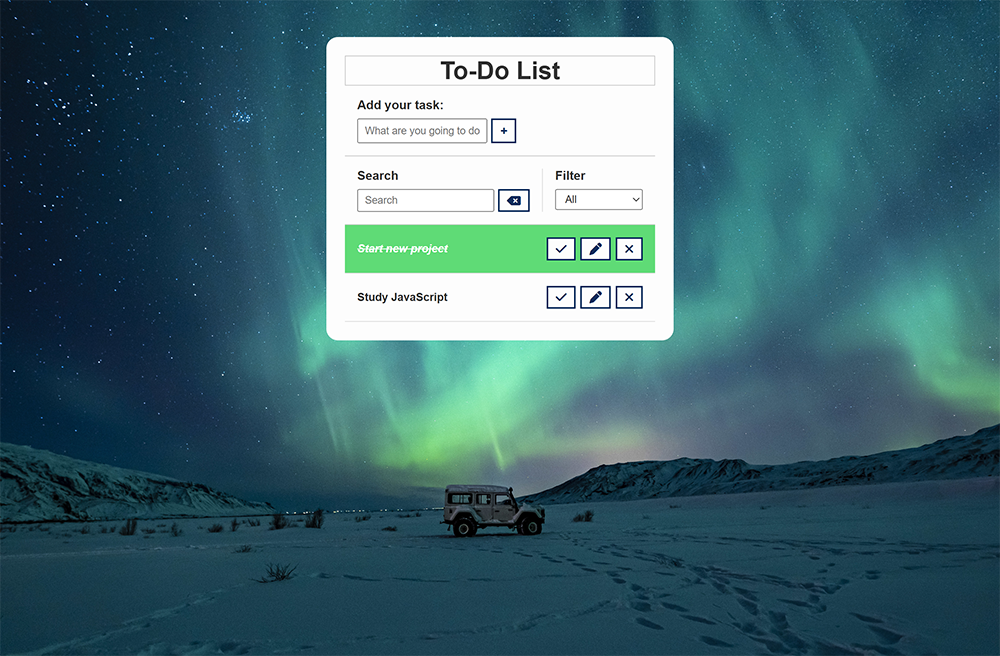 To-Do List
Add your task:
What are you going to do
+
Search
Filter
Search
All
Start new project
Study JavaScript